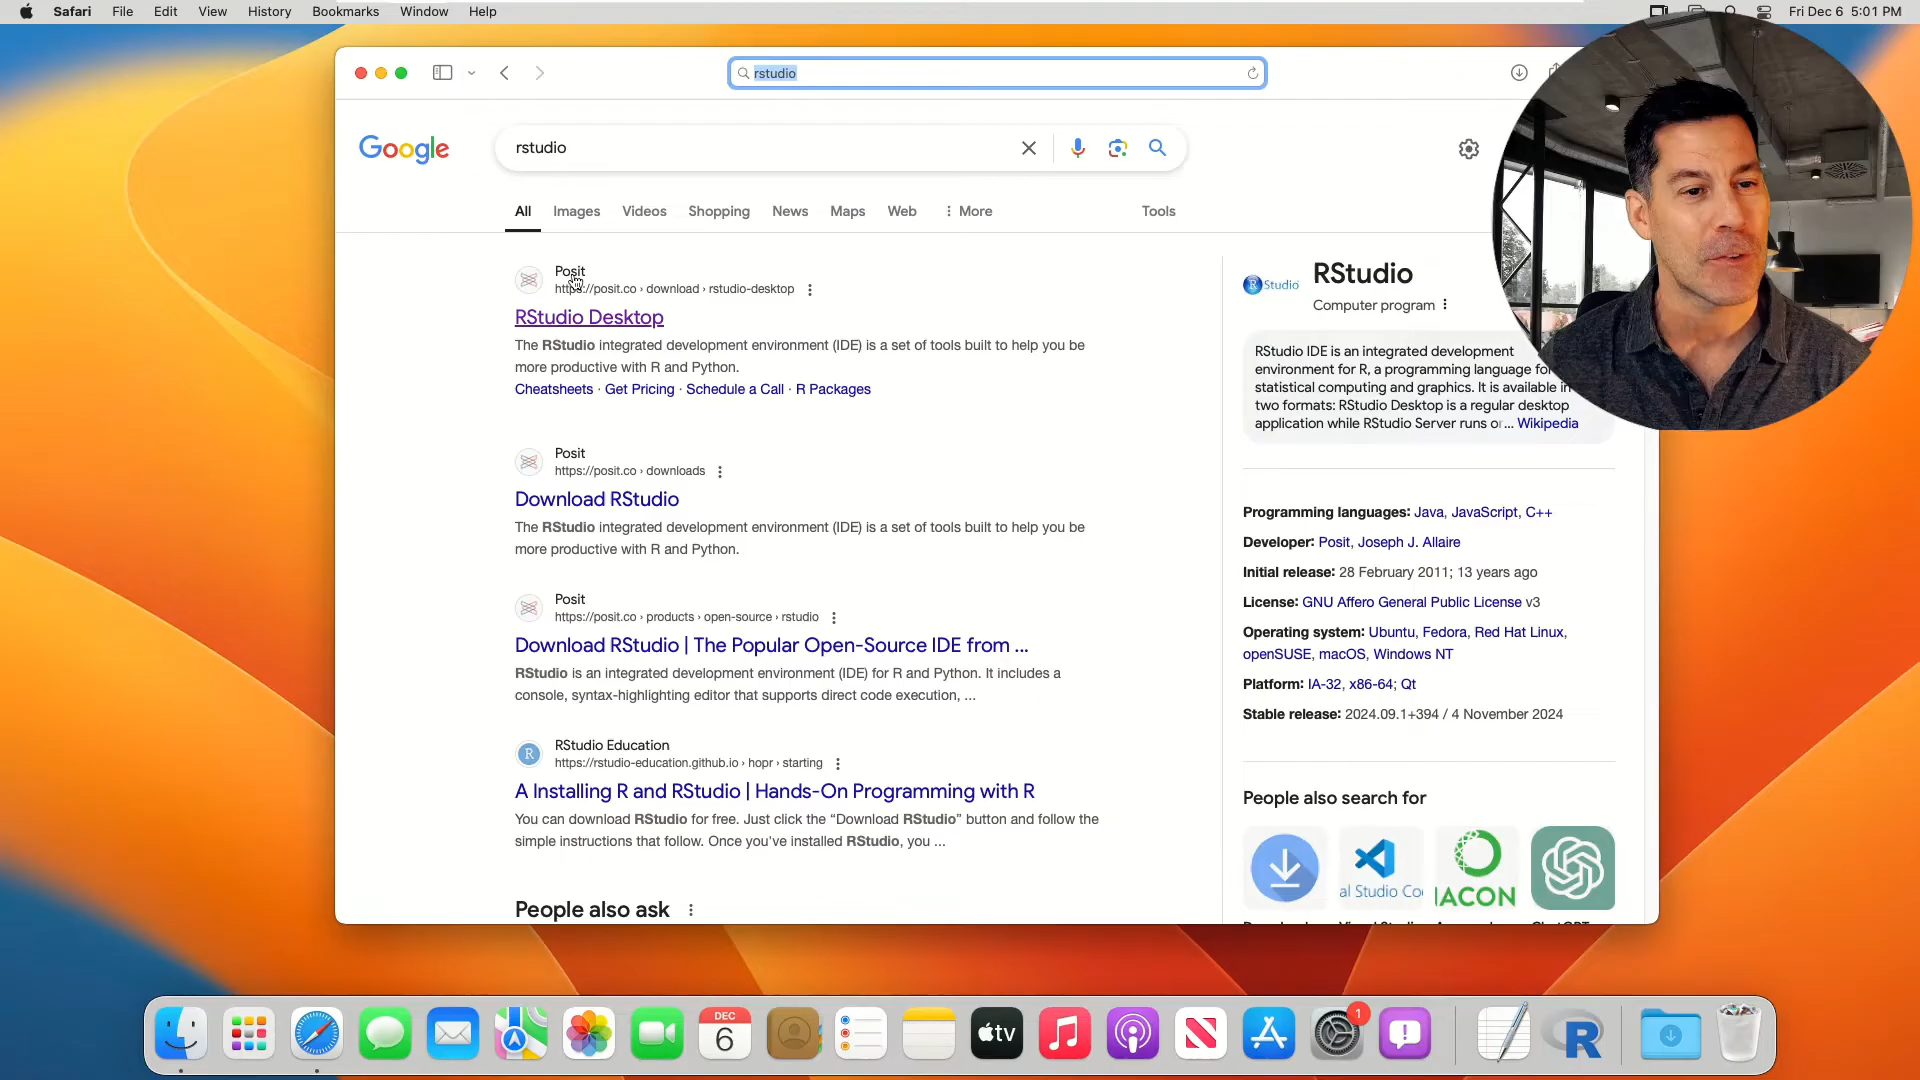 Safari File Edit View History Bookmarks Window Help
Fri Dec 6 5:01 PM
rstudio
Google
rstudio
All Images Videos Shopping News Maps Web More Tools
Posit
https://posit.co › download › rstudio-desktop
RStudio Desktop
The RStudio integrated development environment (IDE) is a set of tools built to help you be
more productive with R and Python.
Cheatsheets · Get Pricing · Schedule a Call · R Packages
Posit
https://posit.co › downloads
Download RStudio
The RStudio integrated development environment (IDE) is a set of tools built to help you be
more productive with R and Python.
Posit
https://posit.co › products › open-source › rstudio
Download RStudio | The Popular Open-Source IDE from ...
RStudio is an integrated development environment (IDE) for R and Python. It includes a
console, syntax-highlighting editor that supports direct code execution, ...
R
RStudio Education
https://rstudio-education.github.io › hopr › starting
A Installing R and RStudio | Hands-On Programming with R
You can download RStudio for free. Just click the “Download RStudio” button and follow the
simple instructions that follow. Once you've installed RStudio, you ...
People also ask
R Studio
RStudio
Computer program
RStudio IDE is an integrated development
environment for R, a programming language for
statistical computing and graphics. It is available in
two formats: RStudio Desktop is a regular desktop
application while RStudio Server runs o... Wikipedia
Programming languages: Java, JavaScript, C++
Developer: Posit, Joseph J. Allaire
Initial release: 28 February 2011; 13 years ago
License: GNU Affero General Public License v3
Operating system: Ubuntu, Fedora, Red Hat Linux,
openSUSE, macOS, Windows NT
Platform: IA-32, x86-64; Qt
Stable release: 2024.09.1+394 / 4 November 2024
People also search for
al Studio Co
ACON
DEC
6
tv
1
R